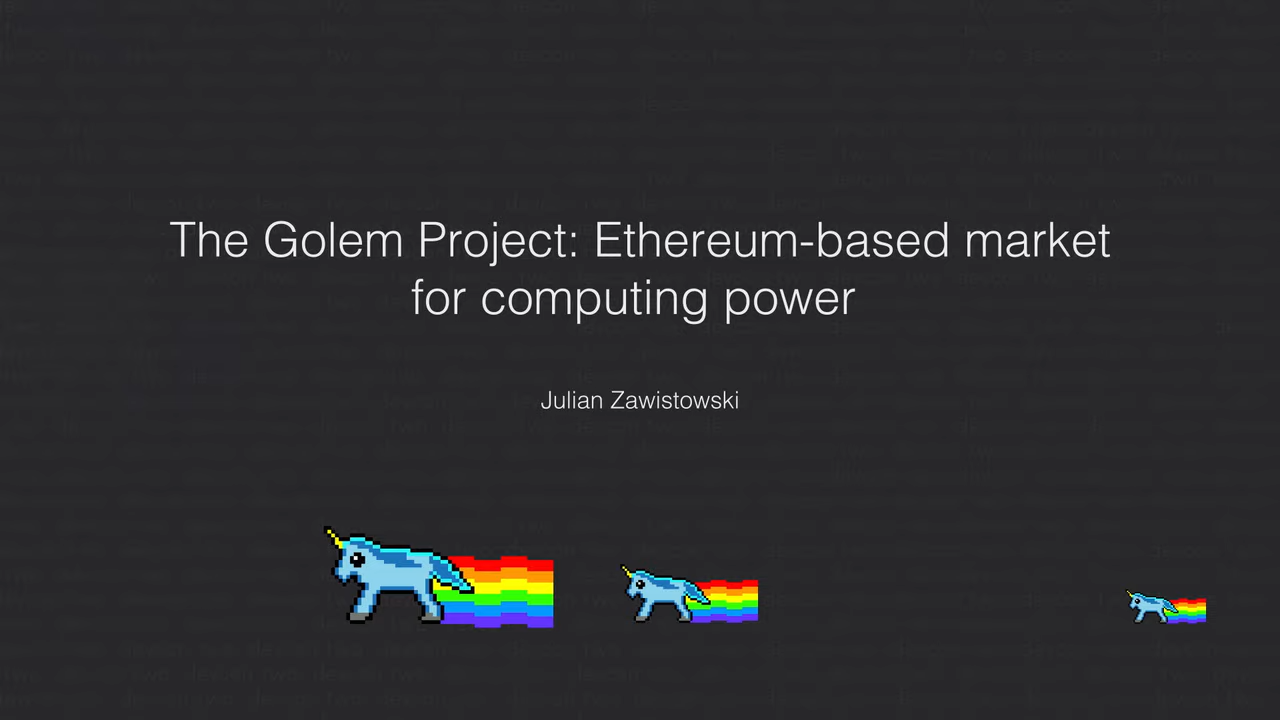 The Golem Project: Ethereum-based market
for computing power
Julian Zawistowski